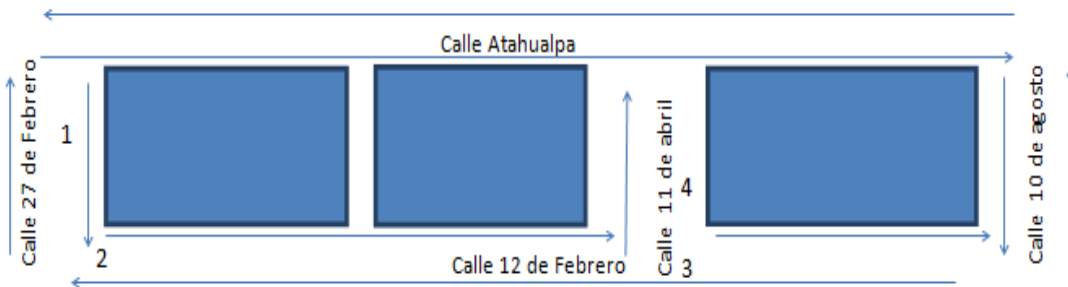 Calle Atahualpa
Calle 27 de Febrero
1
2
Calle 12 de Febrero
Calle 11 de abril
4
3
Calle 10 de agosto